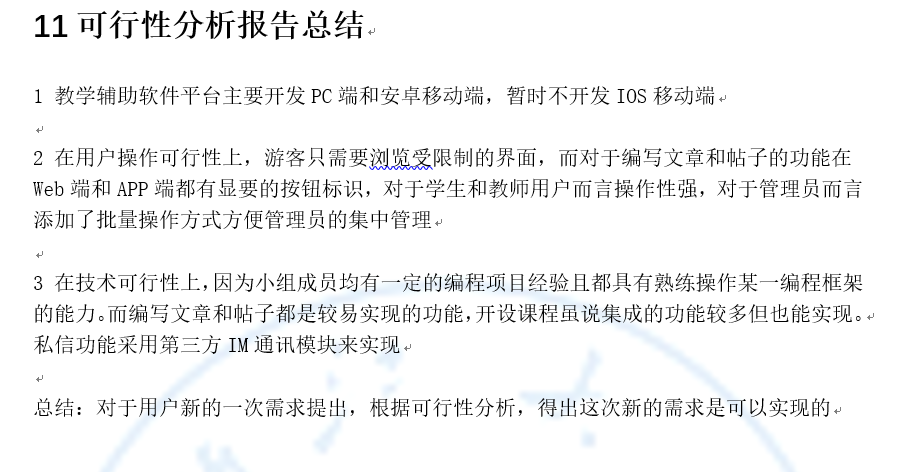 11 可行性分析报告总结
1 教学辅助软件平台主要开发 PC 端和安卓移动端，暂时不开发 IOS 移动端
2 在用户操作可行性上，游客只需要浏览受限制的界面，而对于编写文章和帖子的功能在
Web 端和 APP 端都有显要的按钮标识，对于学生和教师用户而言操作性强，对于管理员而言
添加了批量操作方式方便管理员的集中管理
3 在技术可行性上，因为小组成员均有一定的编程项目经验且都具有熟练操作某一编程框架
的能力。而编写文章和帖子都是较易实现的功能，开设课程虽说集成的功能较多但也能实现。
私信功能采用第三方 IM 通讯模块来实现
总结：对于用户新的一次需求提出，根据可行性分析，得出这次新的需求是可以实现的